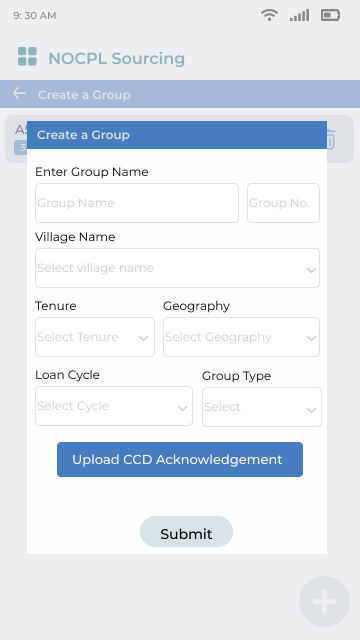 9: 30 AM
NOCPL Sourcing
Create a Group
Create a Group
Enter Group Name
Group Name
Group No.
Village Name
Select village name
Tenure
Geography
Select Tenure
Select Geography
Loan Cycle
Group Type
Select Cycle
Select
Upload CCD Acknowledgement
Submit